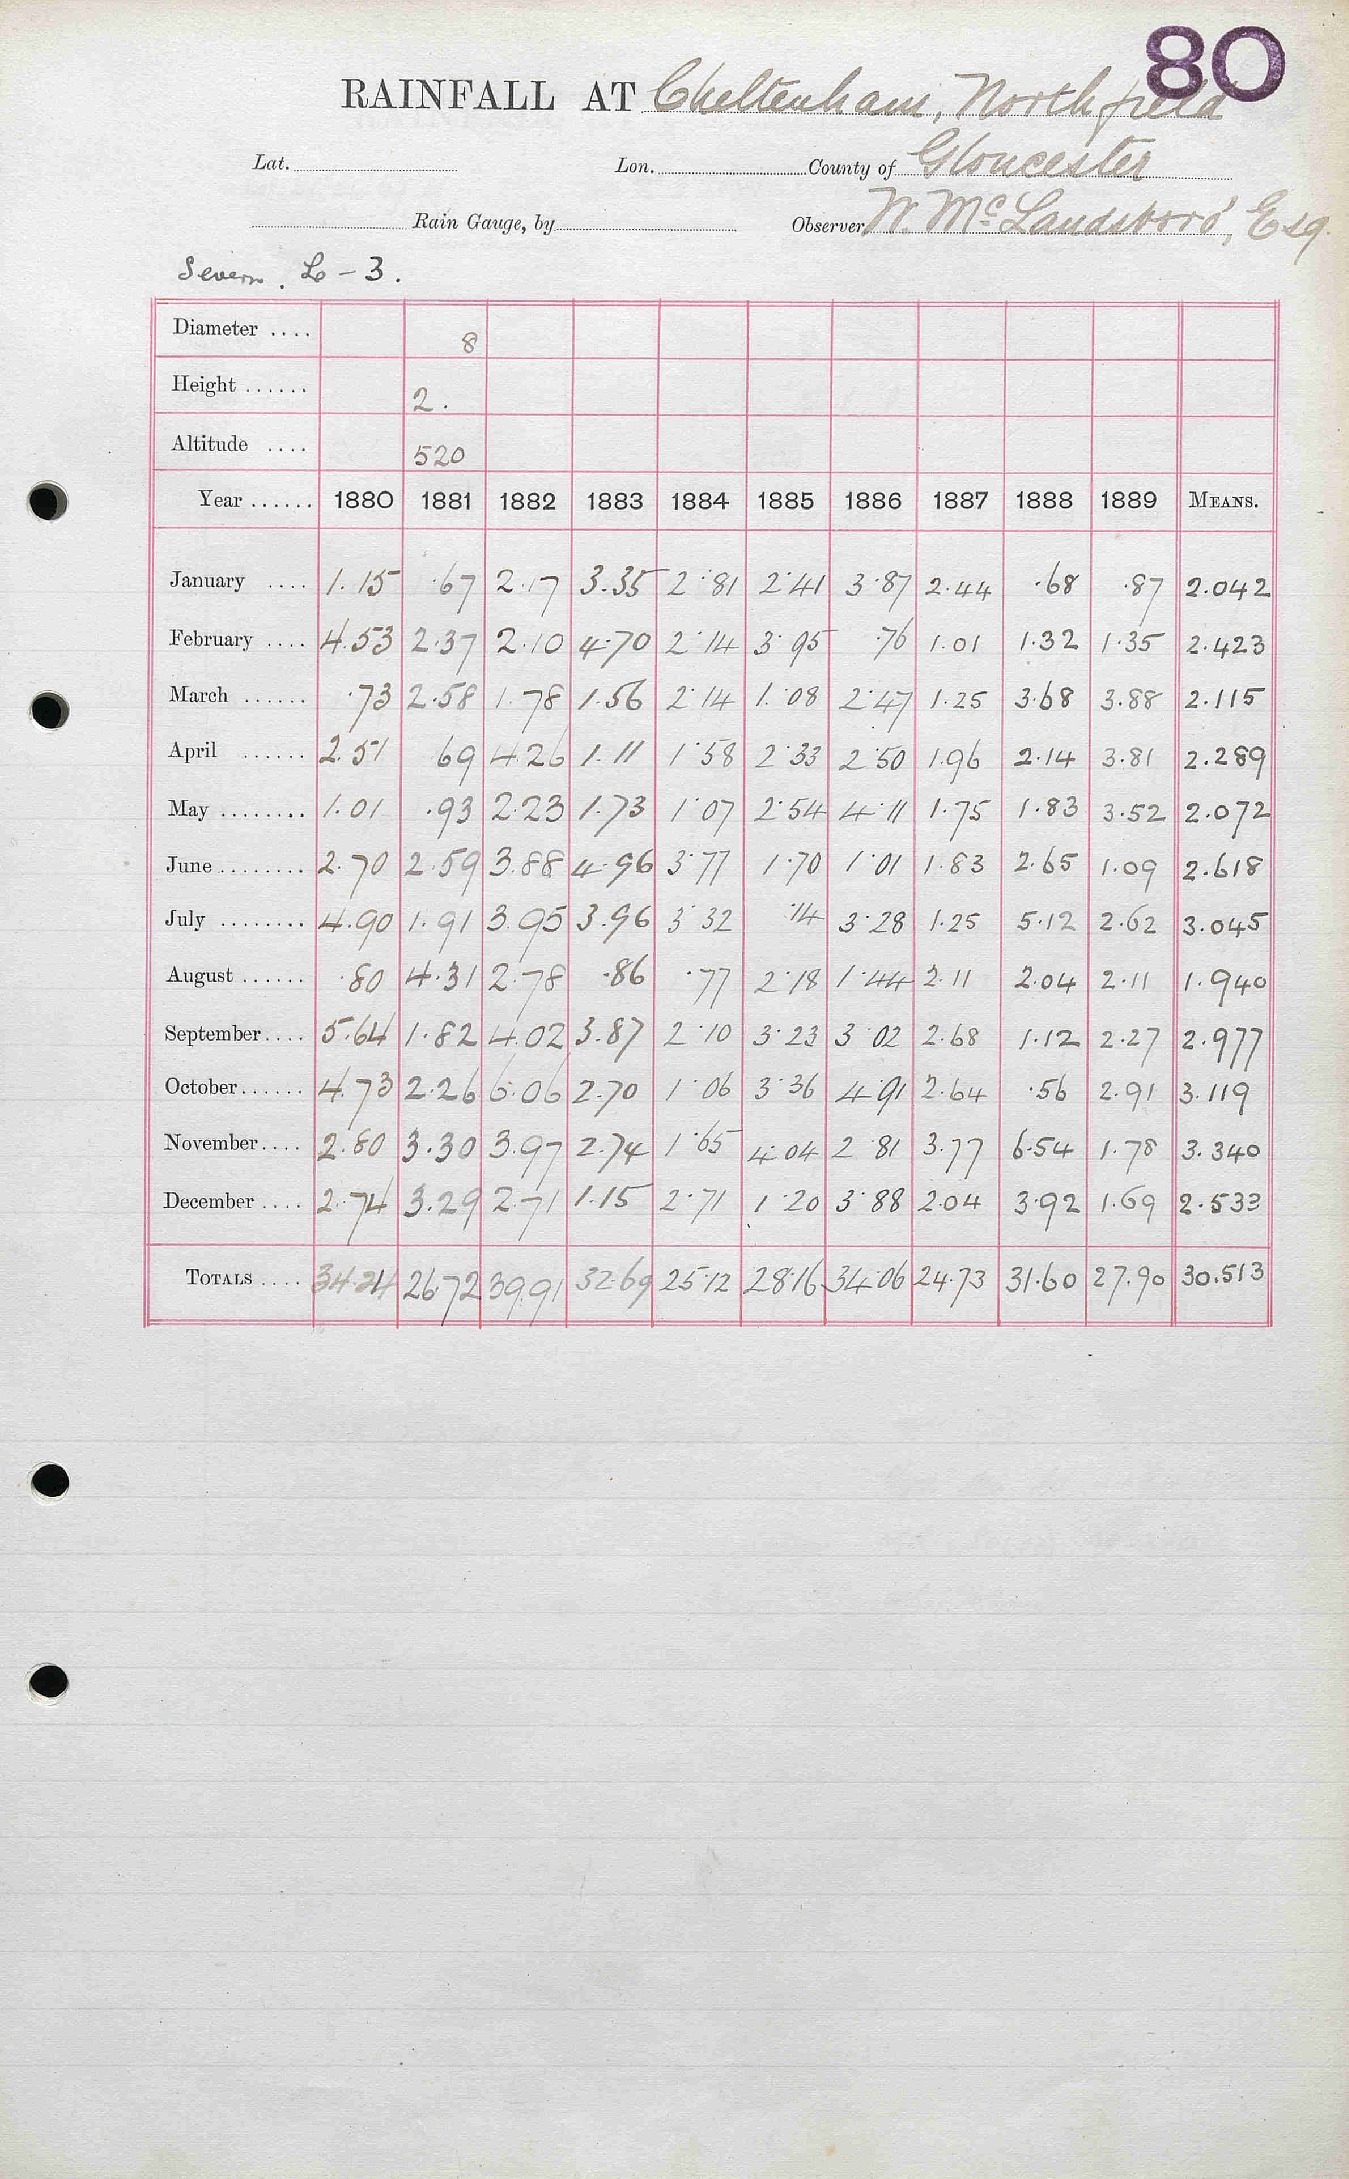 80
RAINFALL AT Cheltenham, Northfield
Lat. Lon. County of Gloucester
Rain Gauge, by Observer W. McLandsboro', Esq.
Severn. L - 3.
Diameter .... 8
Height ...... 2.
Altitude .... 520
Year ...... 1880 1881 1882 1883 1884 1885 1886 1887 1888 1889 MEANS.
January .... 1.15 .67 2.17 3.35 2.81 2.41 3.87 2.44 .68 .87 2.042
February .... 4.53 2.37 2.10 4.70 2.14 3.95 .76 1.01 1.32 1.35 2.423
March ...... .73 2.58 1.78 1.56 2.14 1.08 2.47 1.25 3.68 3.88 2.115
April ...... 2.51 69 4.26 1.11 1.58 2.33 2.50 1.96 2.14 3.81 2.289
May ........ 1.01 .93 2.23 1.73 1.07 2.54 4.11 1.75 1.83 3.52 2.072
June ........ 2.70 2.59 3.88 4.96 3.77 1.70 1.01 1.83 2.65 1.09 2.618
July ........ 4.90 1.91 3.95 3.96 3.32 .14 3.28 1.25 5.12 2.62 3.045
August ...... .80 4.31 2.78 .86 .77 2.18 1.44 2.11 2.04 2.11 1.940
September .... 5.64 1.82 4.02 3.87 2.10 3.23 3.02 2.68 1.12 2.27 2.977
October ...... 4.73 2.26 6.06 2.70 1.06 3.36 4.91 2.64 .56 2.91 3.119
November .... 2.80 3.30 3.97 2.74 1.65 4.04 2.81 3.77 6.54 1.78 3.340
December .... 2.74 3.29 2.71 1.15 2.71 1.20 3.88 2.04 3.92 1.69 2.533
TOTALS .... 34.24 26.72 39.91 32.69 25.12 28.16 34.06 24.73 31.60 27.90 30.513